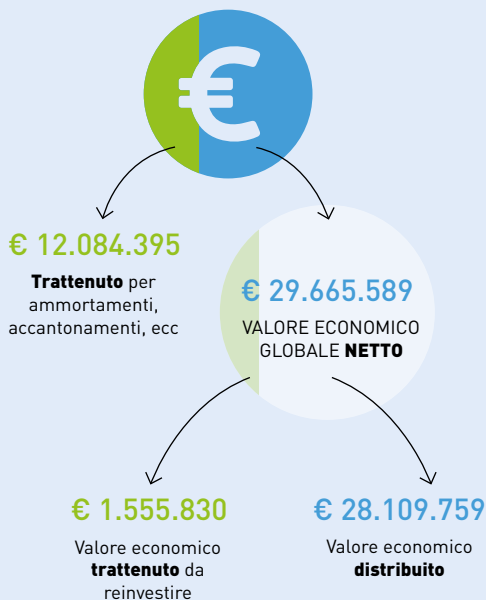 €
€ 12.084.395
Trattenuto per
ammortamenti,
accantonamenti, ecc
€ 29.665.589
VALORE ECONOMICO
GLOBALE NETTO
€ 1.555.830
Valore economico
trattenuto da
reinvestire
€ 28.109.759
Valore economico
distribuito